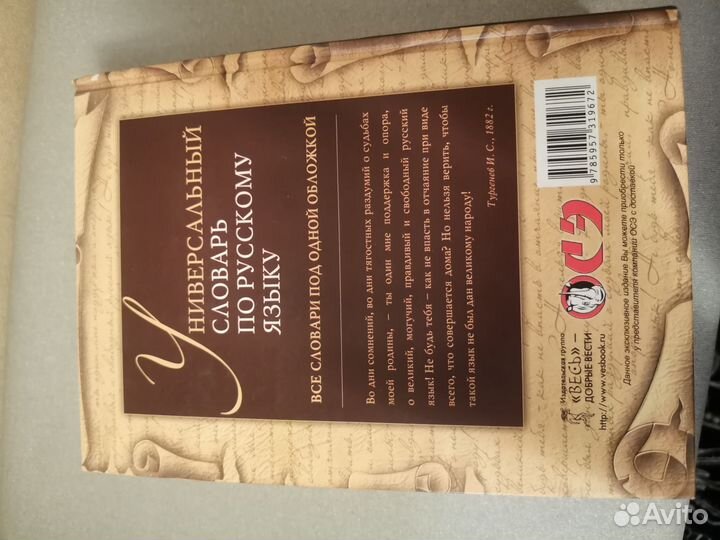 УНИВЕРСАЛЬНЫЙ
СЛОВАРЬ
ПО РУССКОМУ
ЯЗЫКУ
ВСЕ СЛОВАРИ ПОД ОДНОЙ ОБЛОЖКОЙ
Во дни сомнений, во дни тягостных раздумий о судьбах
моей родины, – ты один мне поддержка и опора,
о великий, могучий, правдивый и свободный русский
язык! Не будь тебя – как не впасть в отчаяние при виде
всего, что совершается дома? Но нельзя верить, чтобы
такой язык не был дан великому народу!
Тургенев И. С., 1882 г.
Издательская группа
«ВЕСЬ» –
ДОБРЫЕ ВЕСТИ
http://www.vesbook.ru
ОСЭ
9 785957 319672
Данное эксклюзивное издание Вы можете приобрести только
у представителя компании ОСЭ с доставкой
Avito